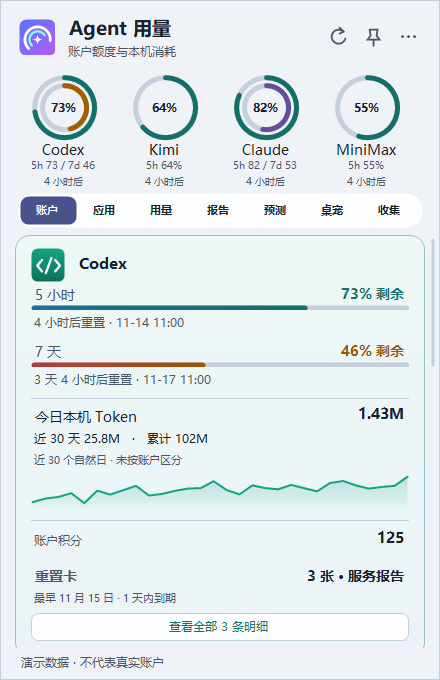 Agent 用量
账户额度与本机消耗
73% 64% 82% 55%
Codex Kimi Claude MiniMax
5h 73 / 7d 46 5h 64% 5h 82 / 7d 53 5h 55%
4 小时后 4 小时后 4 小时后 4 小时后
账户 应用 用量 报告 预测 桌宠 收集
Codex
5 小时 73% 剩余
4 小时后重置 · 11-14 11:00
7 天 46% 剩余
3 天 4 小时后重置 · 11-17 11:00
今日本机 Token 1.43M
近 30 天 25.8M · 累计 102M
近 30 个自然日 · 未按账户区分
账户积分 125
重置卡 3 张 • 服务报告
最早 11 月 15 日 · 1 天内到期
查看全部 3 条明细
演示数据 · 不代表真实账户